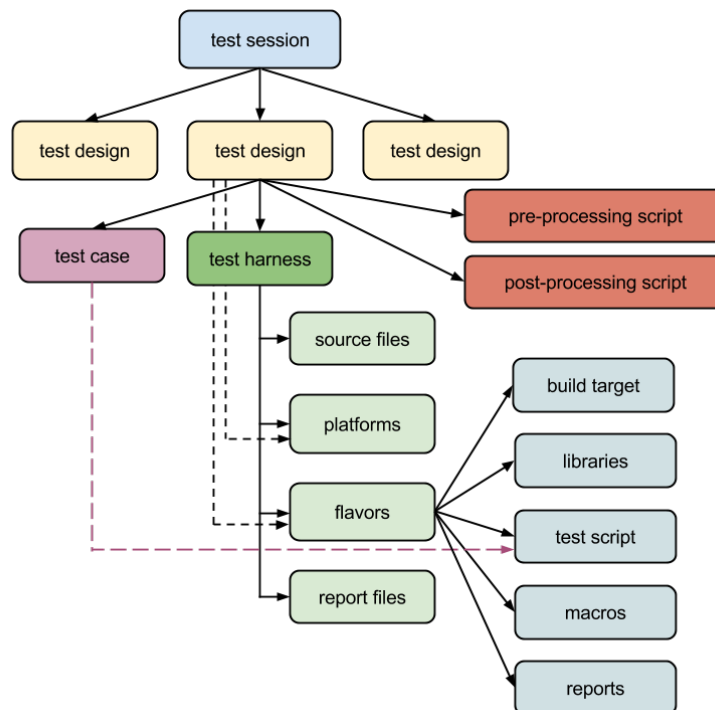 test session
test design
test design
test design
pre-processing script
test case
test harness
post-processing script
source files
build target
platforms
libraries
flavors
test script
report files
macros
reports